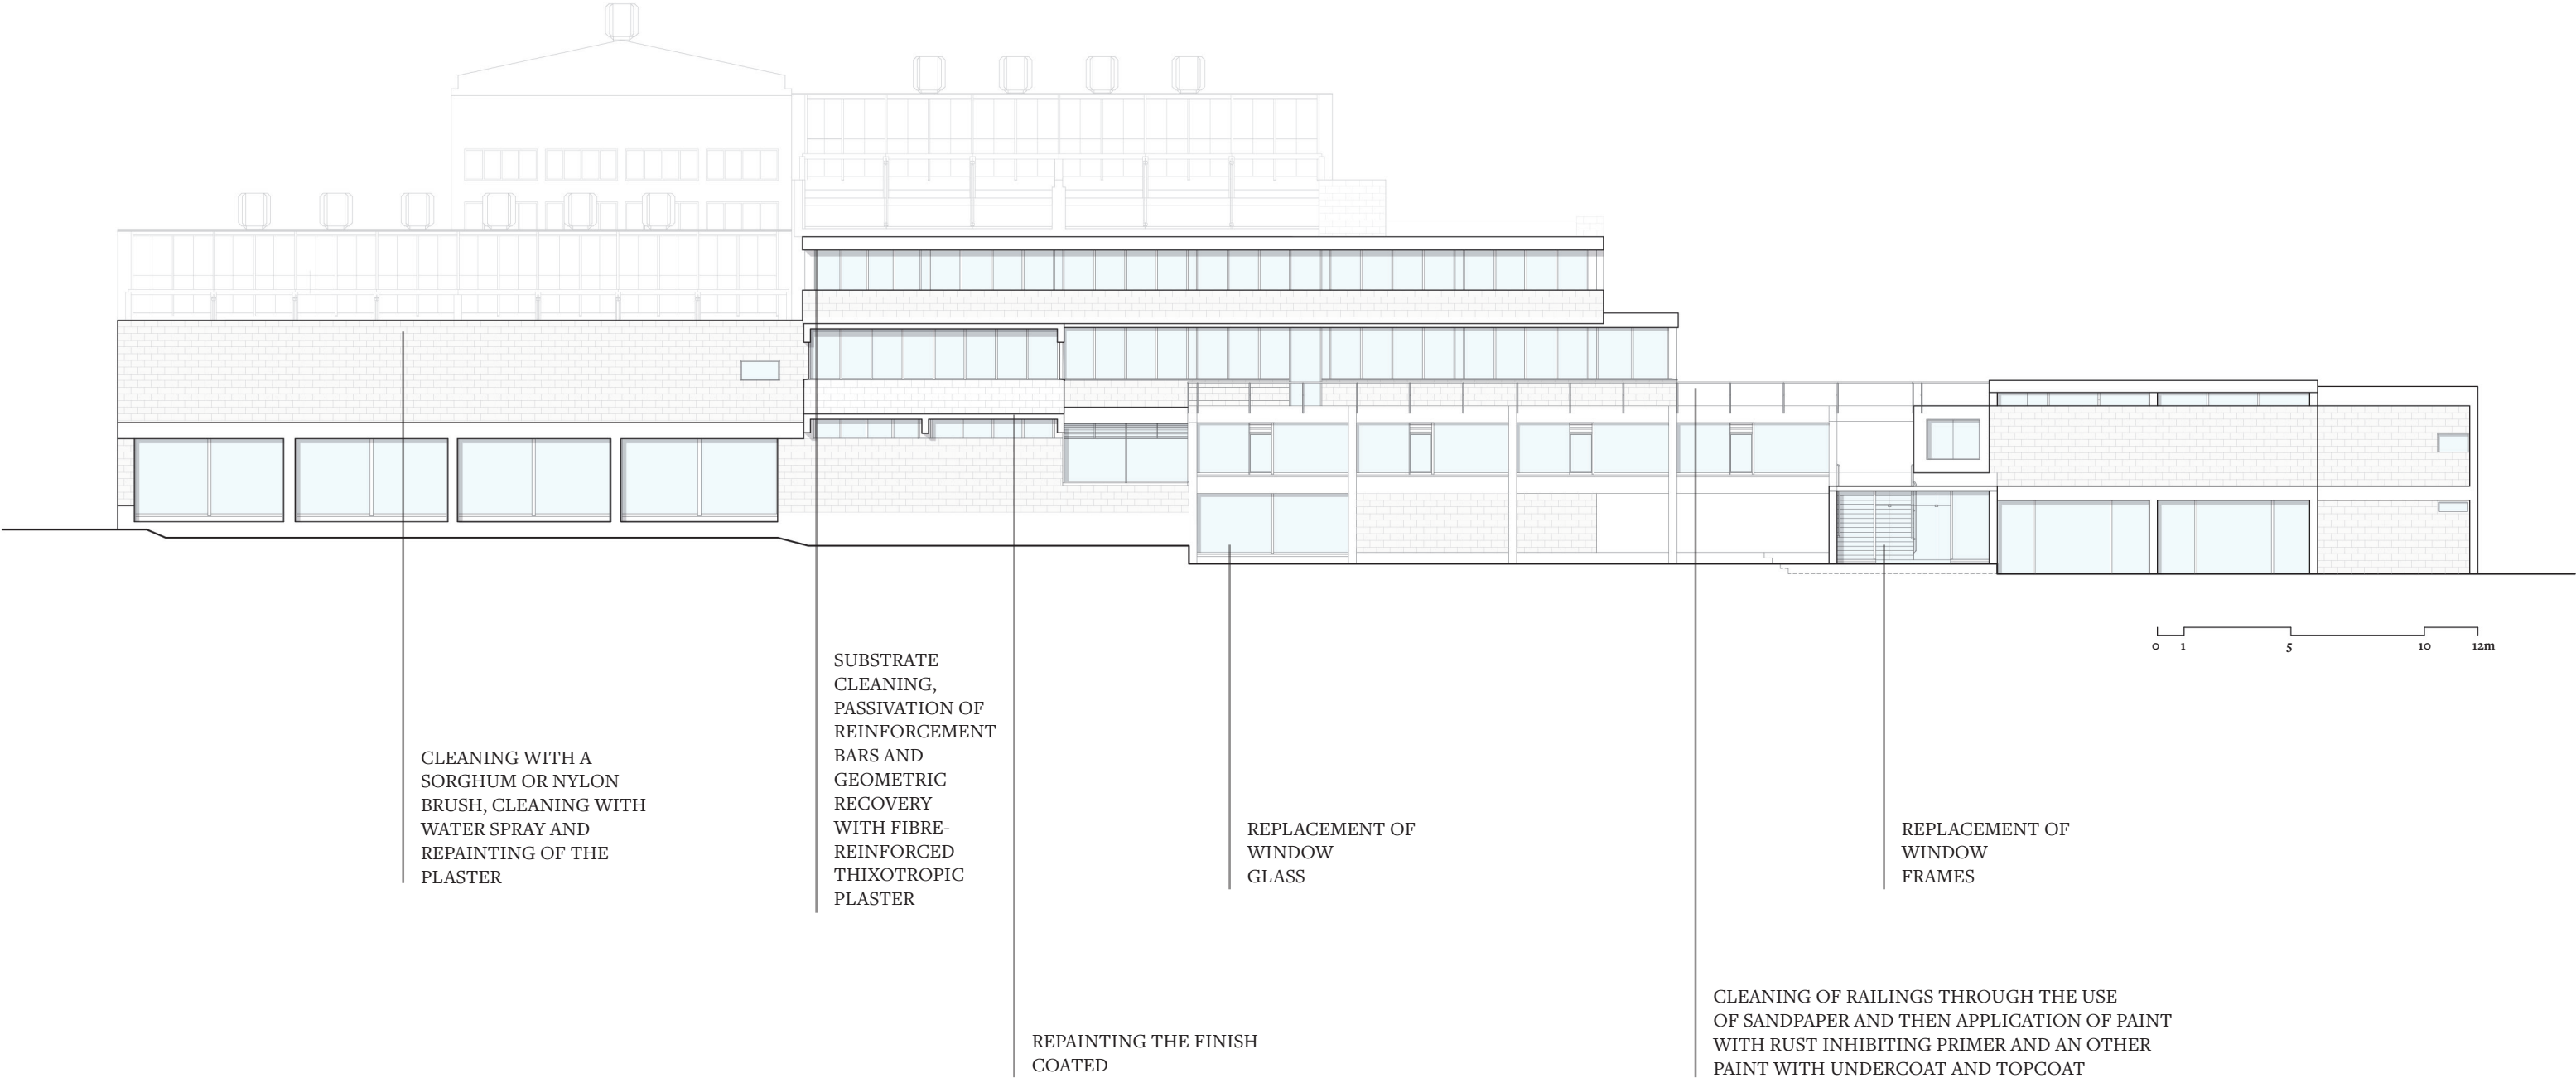 0 1 5 10 12m
SUBSTRATE
CLEANING,
PASSIVATION OF
REINFORCEMENT
BARS AND
GEOMETRIC
RECOVERY
WITH FIBRE-
REINFORCED
THIXOTROPIC
PLASTER
CLEANING WITH A
SORGHUM OR NYLON
BRUSH, CLEANING WITH
WATER SPRAY AND
REPAINTING OF THE
PLASTER
REPLACEMENT OF
WINDOW
GLASS
REPLACEMENT OF
WINDOW
FRAMES
REPAINTING THE FINISH
COATED
CLEANING OF RAILINGS THROUGH THE USE
OF SANDPAPER AND THEN APPLICATION OF PAINT
WITH RUST INHIBITING PRIMER AND AN OTHER
PAINT WITH UNDERCOAT AND TOPCOAT